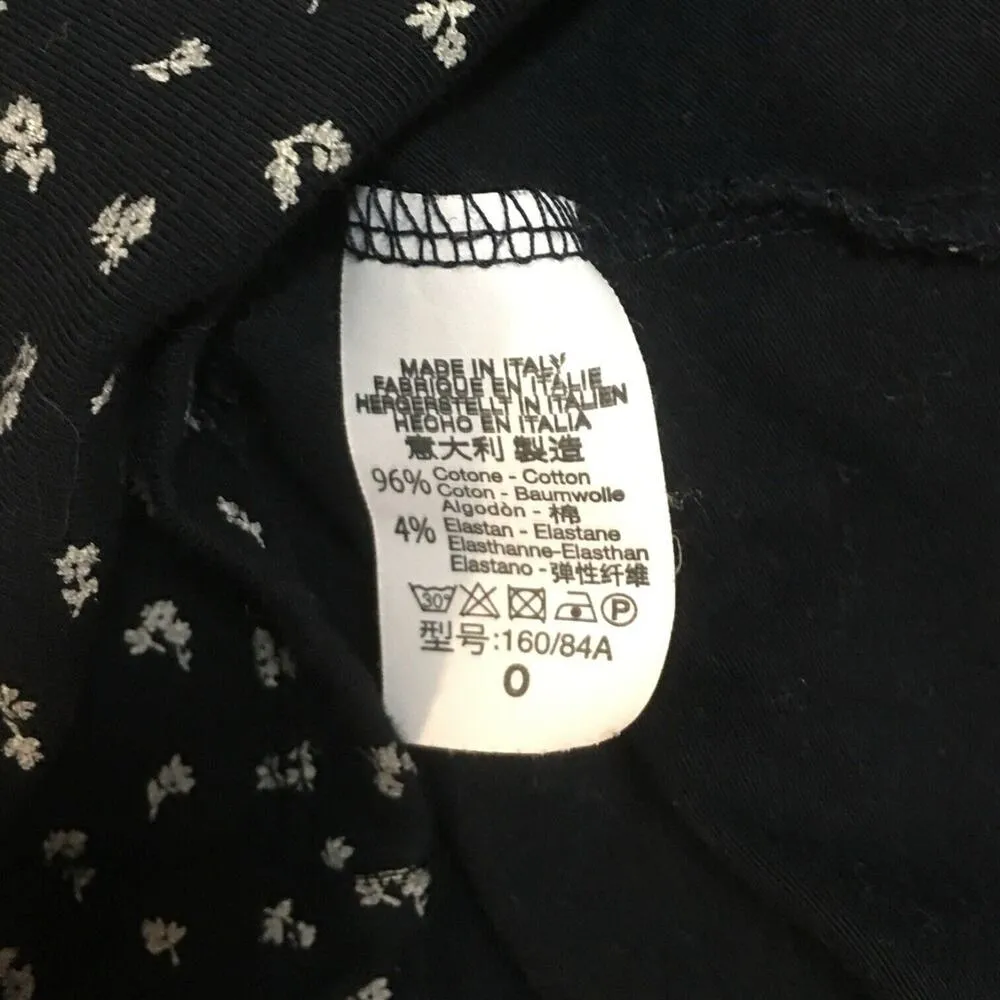 MADE IN ITALY
FABRIQUE EN ITALIE
HERGERSTELLT IN ITALIEN
HECHO EN ITALIA
意大利 製造
96% Cotone - Cotton
Coton - Baumwolle
Algodòn - 棉
4% Elastan - Elastane
Elasthanne-Elasthan
Elastano - 弹性纤维
30° P
型号:160/84A
0